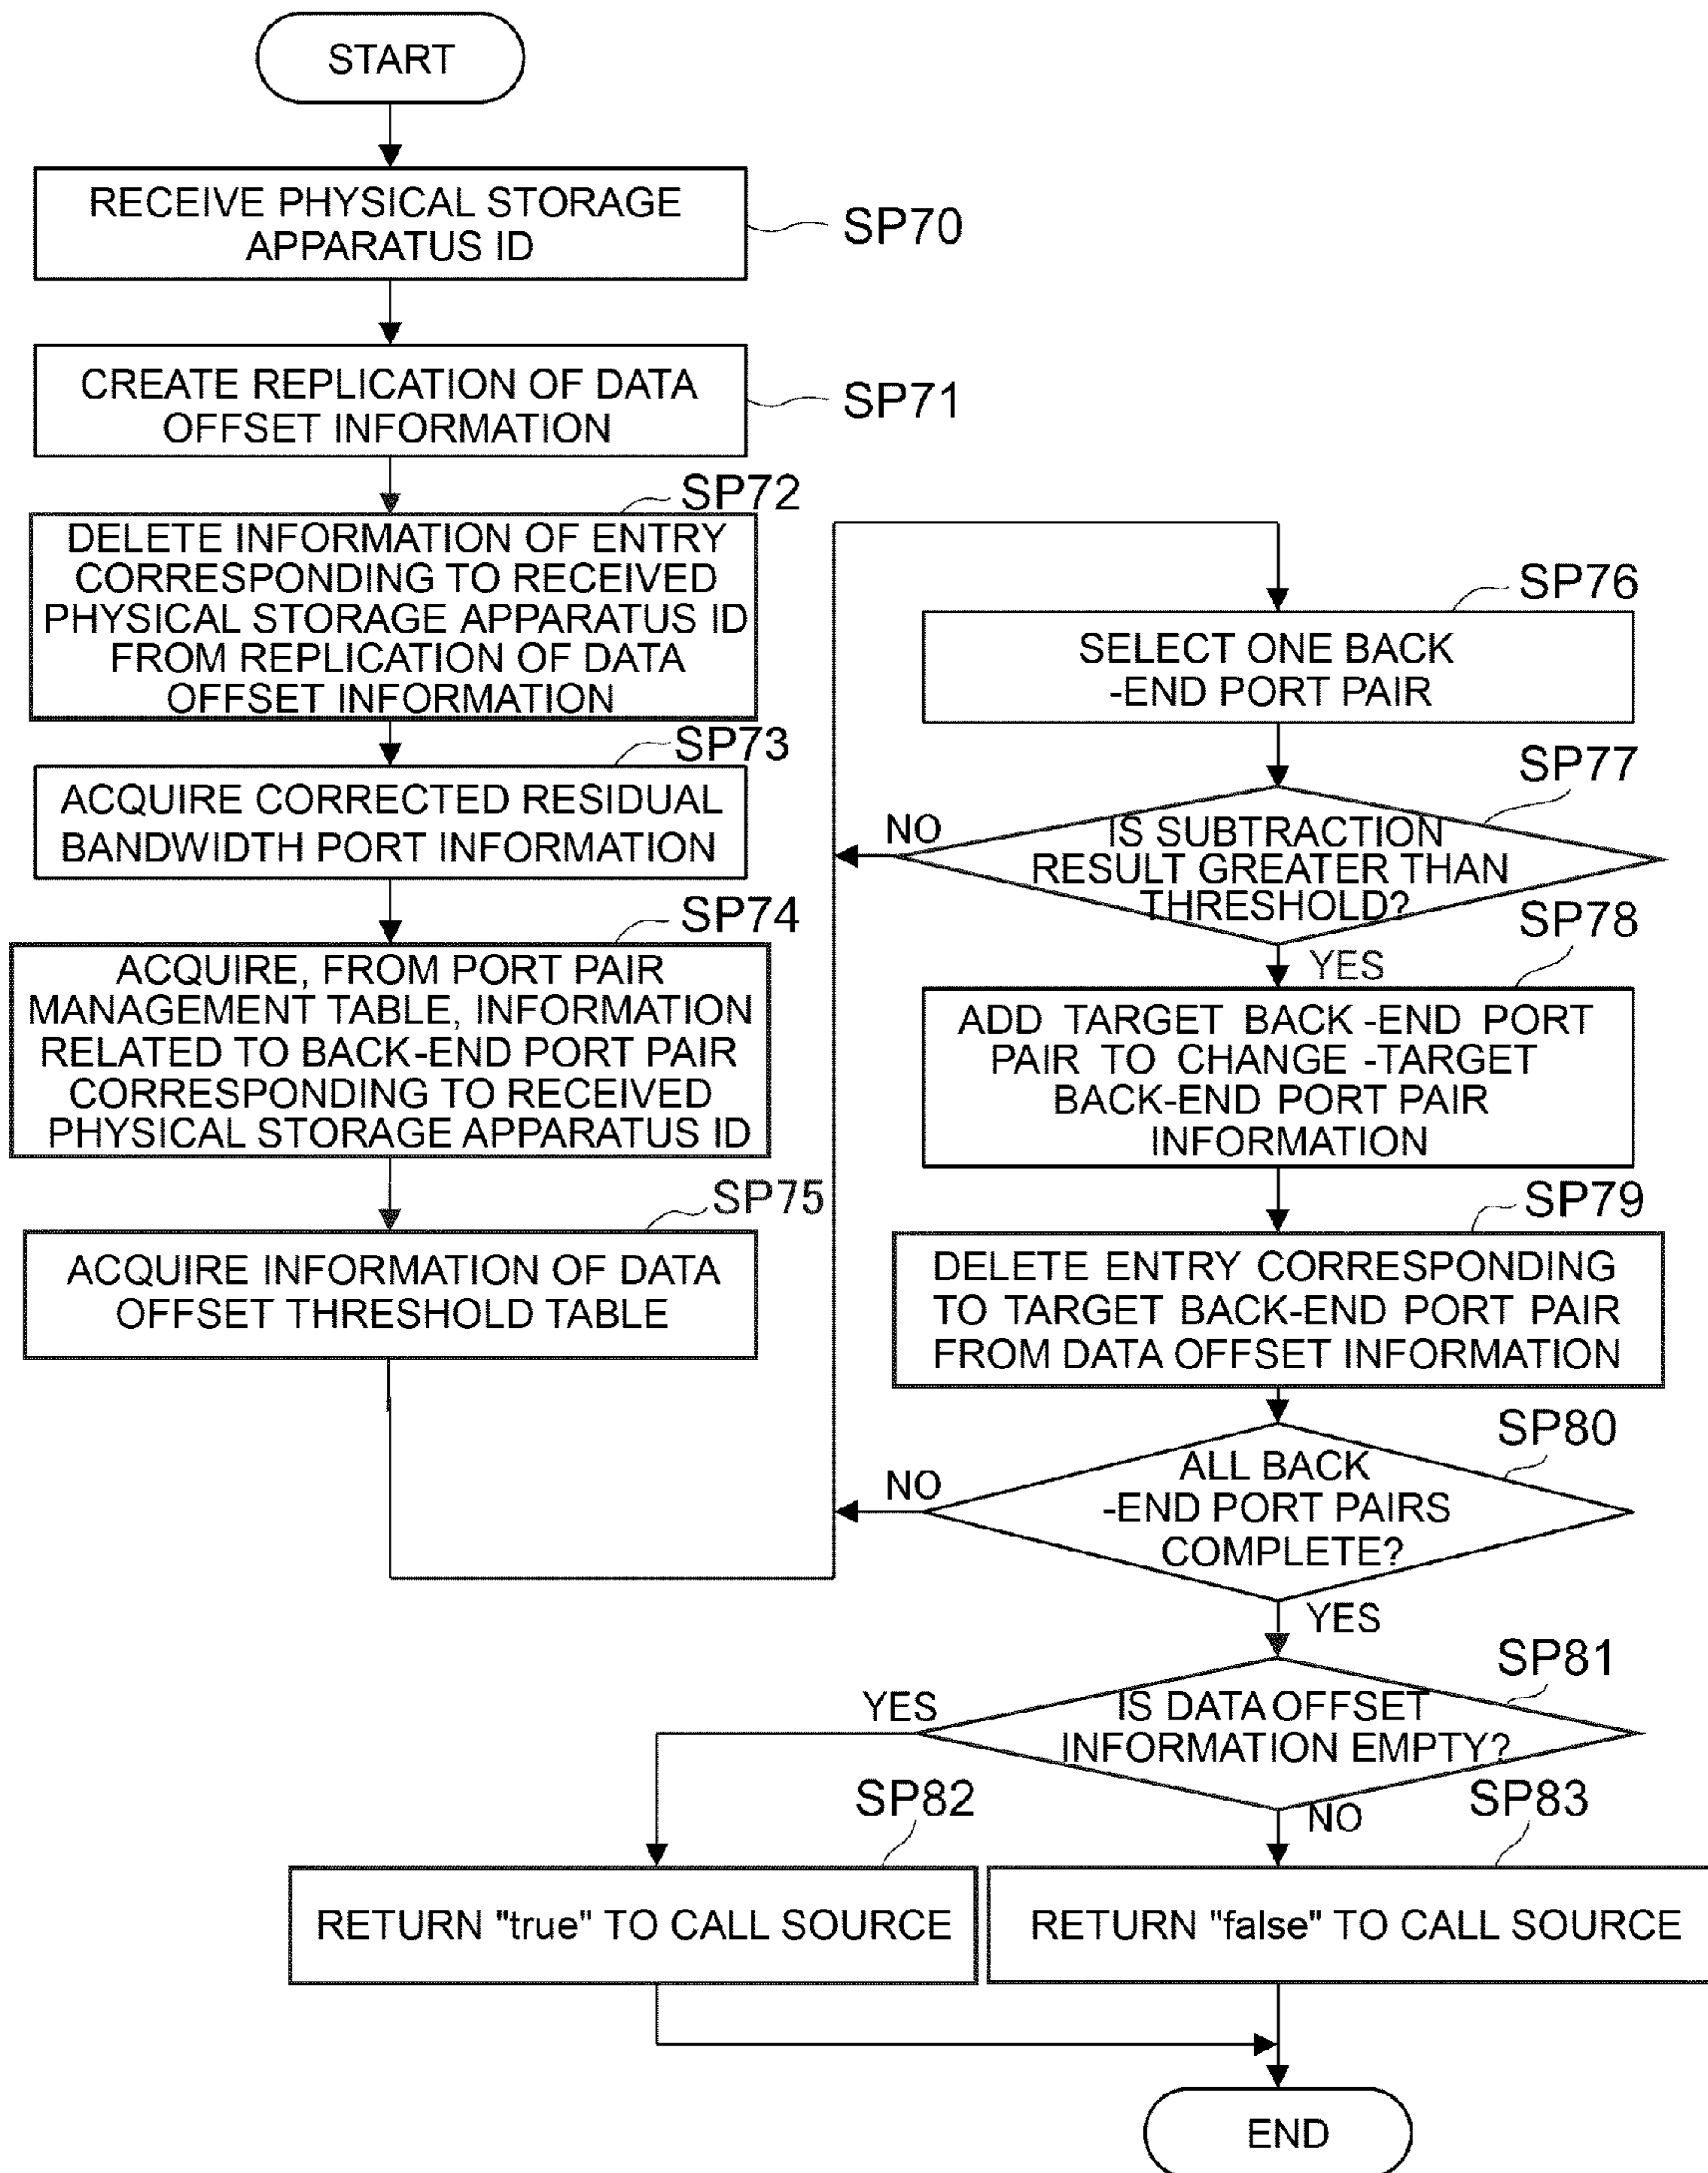 START
RECEIVE PHYSICAL STORAGE
APPARATUS ID
SP70
CREATE REPLICATION OF DATA
OFFSET INFORMATION
SP71
SP72
DELETE INFORMATION OF ENTRY
CORRESPONDING TO RECEIVED
PHYSICAL STORAGE APPARATUS ID
FROM REPLICATION OF DATA
OFFSET INFORMATION
SP73
ACQUIRE CORRECTED RESIDUAL
BANDWIDTH PORT INFORMATION
SP74
ACQUIRE, FROM PORT PAIR
MANAGEMENT TABLE, INFORMATION
RELATED TO BACK-END PORT PAIR
CORRESPONDING TO RECEIVED
PHYSICAL STORAGE APPARATUS ID
SP75
ACQUIRE INFORMATION OF DATA
OFFSET THRESHOLD TABLE
SP76
SELECT ONE BACK
-END PORT PAIR
SP77
NO
IS SUBTRACTION
RESULT GREATER THAN
THRESHOLD?
SP78
YES
ADD TARGET BACK -END PORT
PAIR TO CHANGE -TARGET
BACK-END PORT PAIR
INFORMATION
SP79
DELETE ENTRY CORRESPONDING
TO TARGET BACK-END PORT PAIR
FROM DATA OFFSET INFORMATION
SP80
NO
ALL BACK
-END PORT PAIRS
COMPLETE?
YES
SP81
YES
IS DATA OFFSET
INFORMATION EMPTY?
SP82
NO
SP83
RETURN "true" TO CALL SOURCE
RETURN "false" TO CALL SOURCE
END